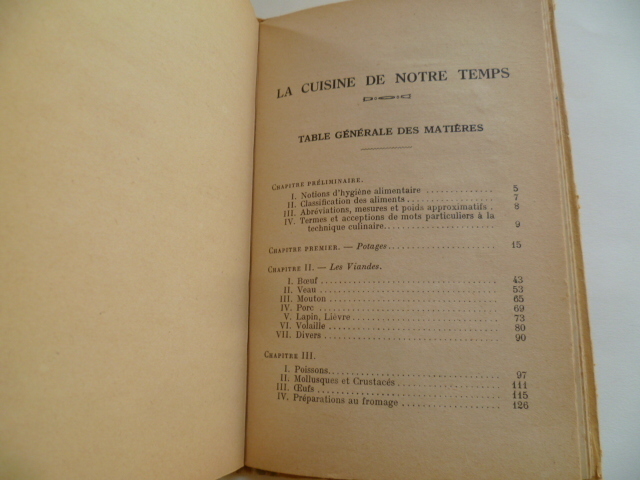 LA CUISINE DE NOTRE TEMPS
TABLE GÉNÉRALE DES MATIÈRES
CHAPITRE PRÉLIMINAIRE.
I. Notions d'hygiène alimentaire .......... 5
II. Classification des aliments .......... 7
III. Abréviations, mesures et poids approximatifs . 8
IV. Termes et acceptions de mots particuliers à la
technique culinaire .......... 9
CHAPITRE PREMIER. — Potages .......... 15
CHAPITRE II. — Les Viandes.
I. Bœuf .......... 43
II. Veau .......... 53
III. Mouton .......... 65
IV. Porc .......... 69
V. Lapin, Lièvre .......... 73
VI. Volaille .......... 80
VII. Divers .......... 90
CHAPITRE III.
I. Poissons .......... 97
II. Mollusques et Crustacés .......... 111
III. Œufs .......... 115
IV. Préparations au fromage .......... 126